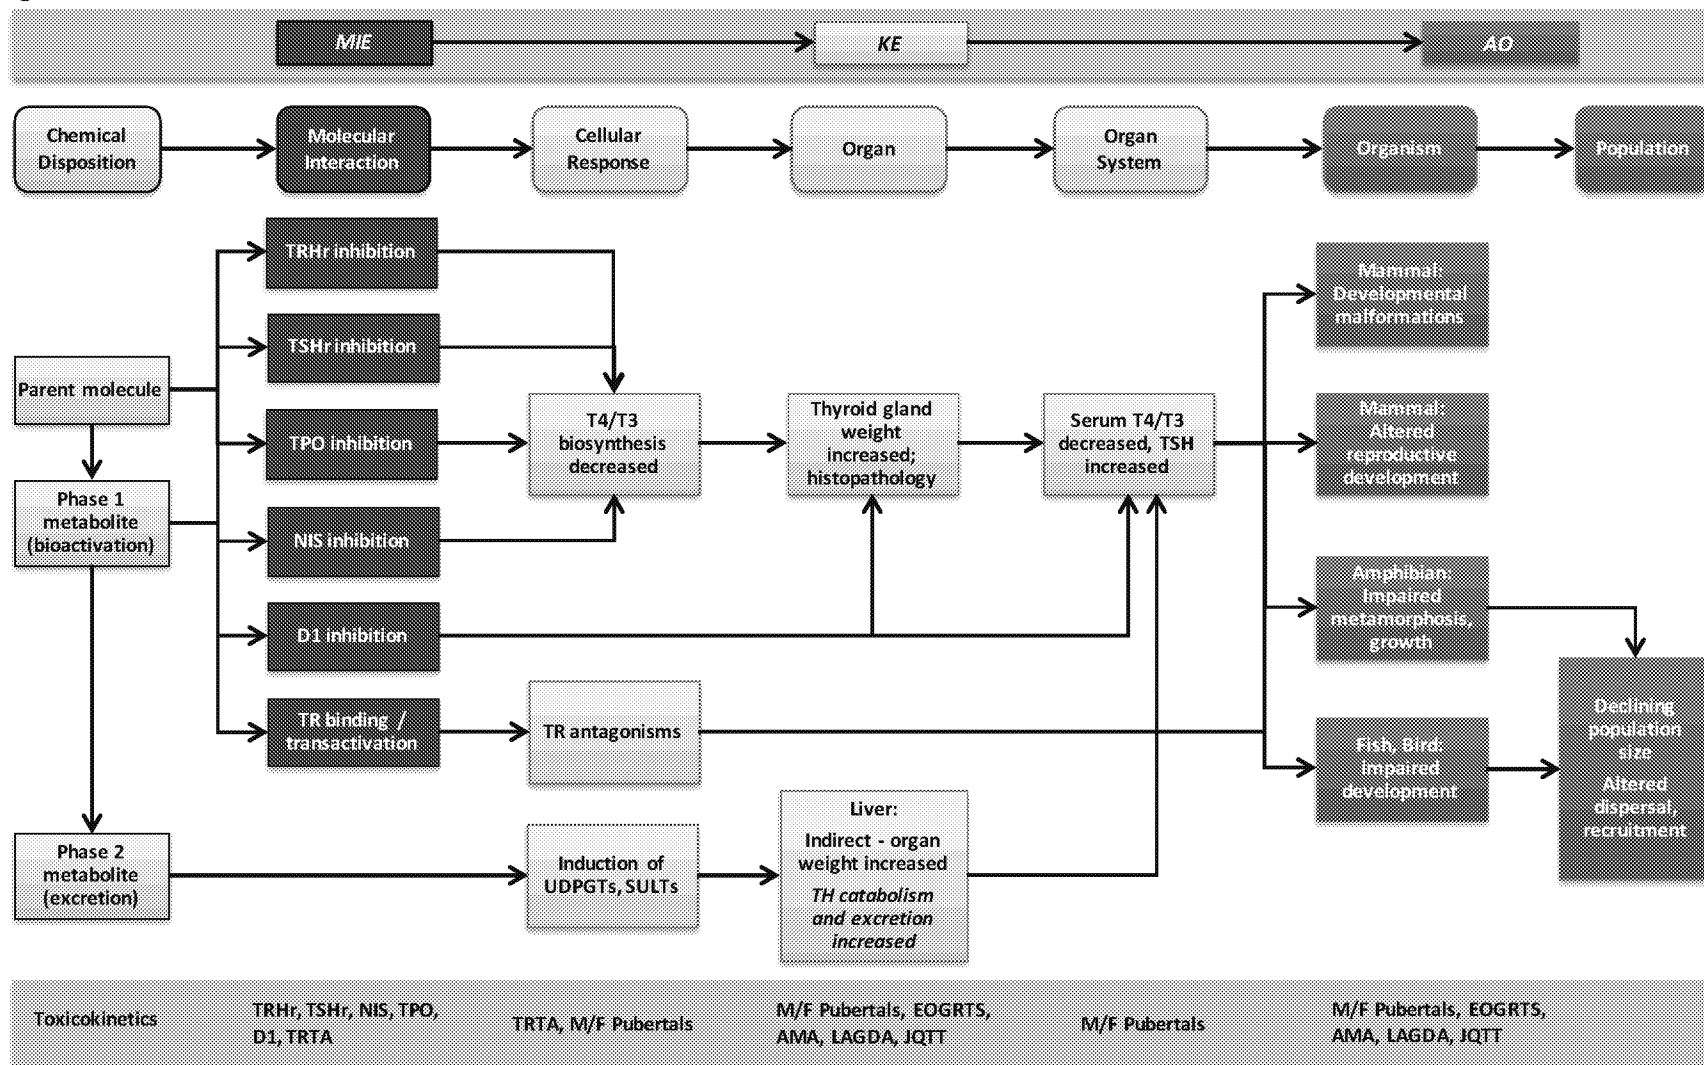 MIE
KE
AO
Chemical
Disposition
Molecular
Interaction
Cellular
Response
Organ
Organ
System
Organism
Population
TRHr inhibition
TSHr inhibition
TPO inhibition
NIS inhibition
D1 inhibition
TR binding /
transactivation
Parent molecule
Phase 1
metabolite
(bioactivation)
Phase 2
metabolite
(excretion)
T4/T3
biosynthesis
decreased
TR antagonisms
Induction of
UDPGTs, SULTs
Thyroid gland
weight
increased;
histopathology
Liver:
Indirect - organ
weight increased
TH catabolism
and excretion
increased
Serum T4/T3
decreased, TSH
increased
Mammal:
Developmental
malformations
Mammal:
Altered
reproductive
development
Amphibian:
Impaired
metamorphosis,
growth
Fish, Bird:
impaired
development
Declining
population
size
Altered
dispersal,
recruitment
Toxicokinetics
TRHr, TSHr, NIS, TPO,
D1, TRTA
TRTA, M/F Pubertals
M/F Pubertals, EOGRTS,
AMA, LAGDA, JQTT
M/F Pubertals
M/F Pubertals, EOGRTS,
AMA, LAGDA, JQTT